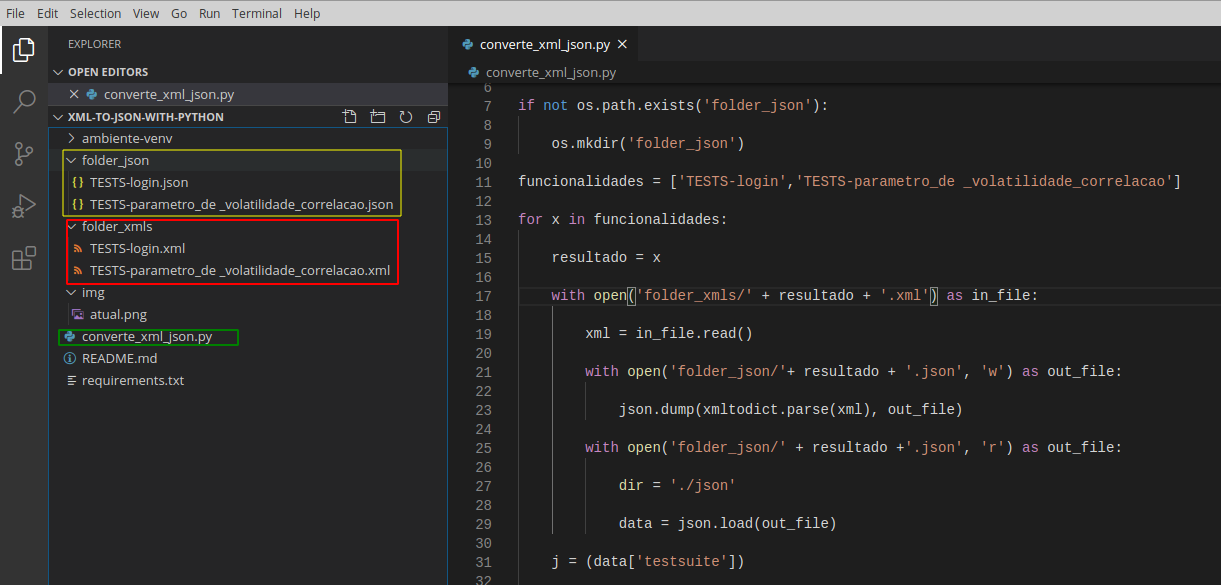 File Edit Selection View Go Run Terminal Help
EXPLORER
OPEN EDITORS
converte_xml_json.py
XML-TO-JSON-WITH-PYTHON
ambiente-venv
folder_json
{} TESTS-login.json
{} TESTS-parametro_de _volatilidade_correlacao.json
folder_xmls
TESTS-login.xml
TESTS-parametro_de _volatilidade_correlacao.xml
img
atual.png
converte_xml_json.py
README.md
requirements.txt
converte_xml_json.py
converte_xml_json.py
6
7 if not os.path.exists('folder_json'):
8
9 os.mkdir('folder_json')
10
11 funcionalidades = ['TESTS-login','TESTS-parametro_de _volatilidade_correlacao']
12
13 for x in funcionalidades:
14
15 resultado = x
16
17 with open('folder_xmls/' + resultado + '.xml') as in_file:
18
19 xml = in_file.read()
20
21 with open('folder_json/'+ resultado + '.json', 'w') as out_file:
22
23 json.dump(xmltodict.parse(xml), out_file)
24
25 with open('folder_json/' + resultado +'.json', 'r') as out_file:
26
27 dir = './json'
28
29 data = json.load(out_file)
30
31 j = (data['testsuite'])
32